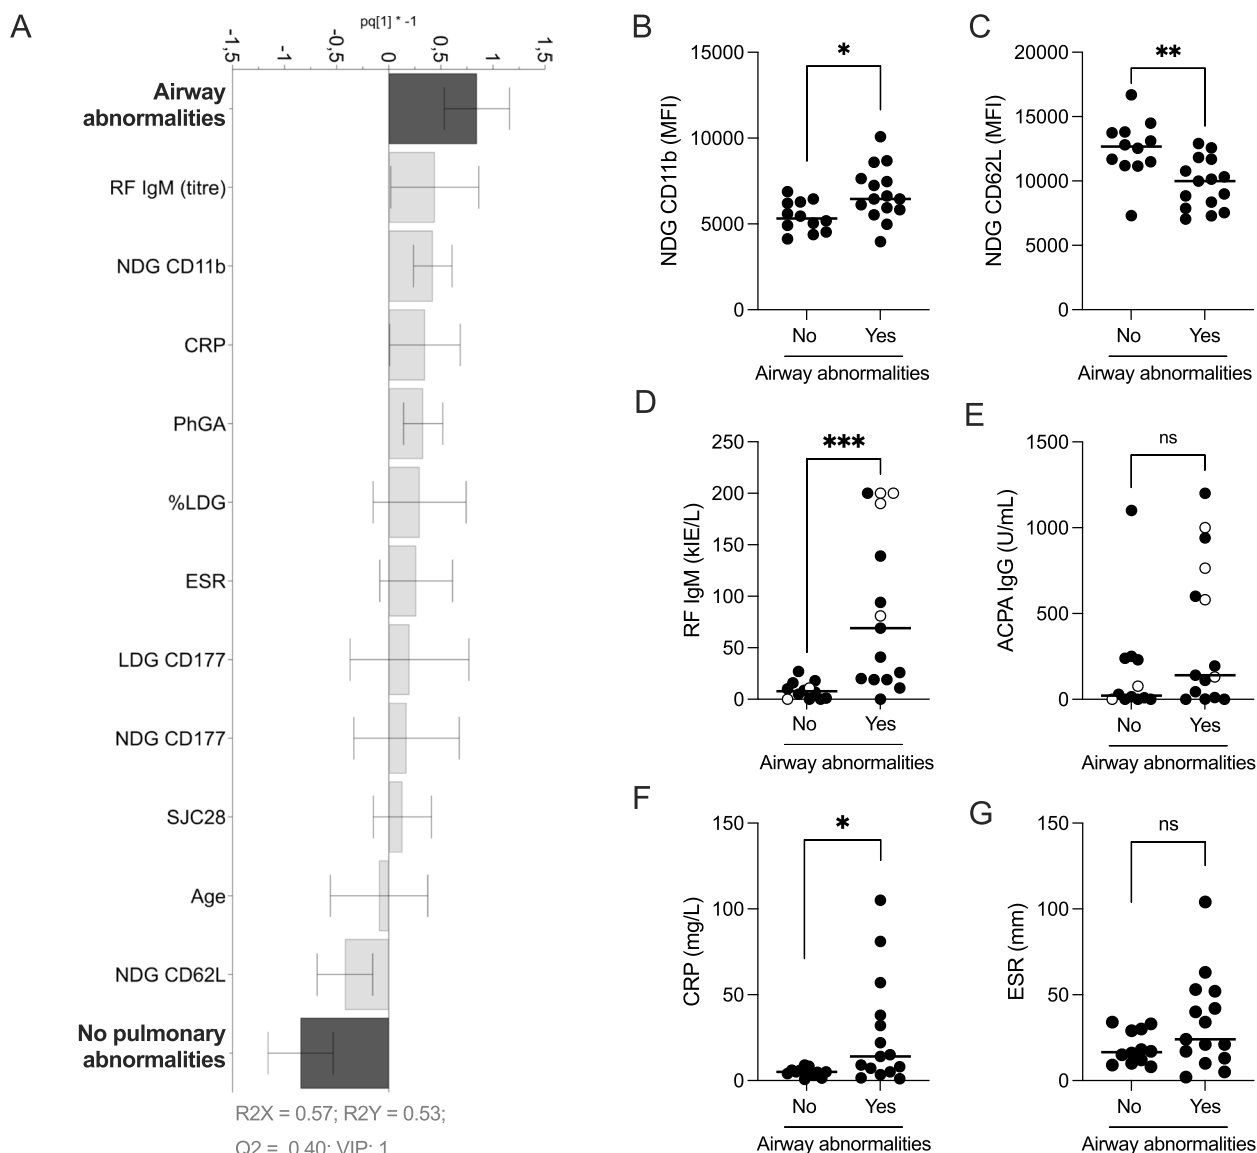 A
pq[1] * -1
-1,5
-1
-0,5
0
0,5
1
1,5
Airway
abnormalities
RF IgM (titre)
NDG CD11b
CRP
PhGA
%LDG
ESR
LDG CD177
NDG CD177
SJC28
Age
NDG CD62L
No pulmonary
abnormalities
R2X = 0.57; R2Y = 0.53;
Q2 = 0.40; VIP: 1
B
NDG CD11b (MFI)
15000
10000
5000
0
*
No
Yes
Airway abnormalities
C
NDG CD62L (MFI)
20000
15000
10000
5000
0
**
No
Yes
Airway abnormalities
D
RF IgM (kIE/L)
250
200
150
100
50
0
***
No
Yes
Airway abnormalities
E
ACPA IgG (U/mL)
1500
1000
500
0
ns
No
Yes
Airway abnormalities
F
CRP (mg/L)
150
100
50
0
*
No
Yes
Airway abnormalities
G
ESR (mm)
150
100
50
0
ns
No
Yes
Airway abnormalities